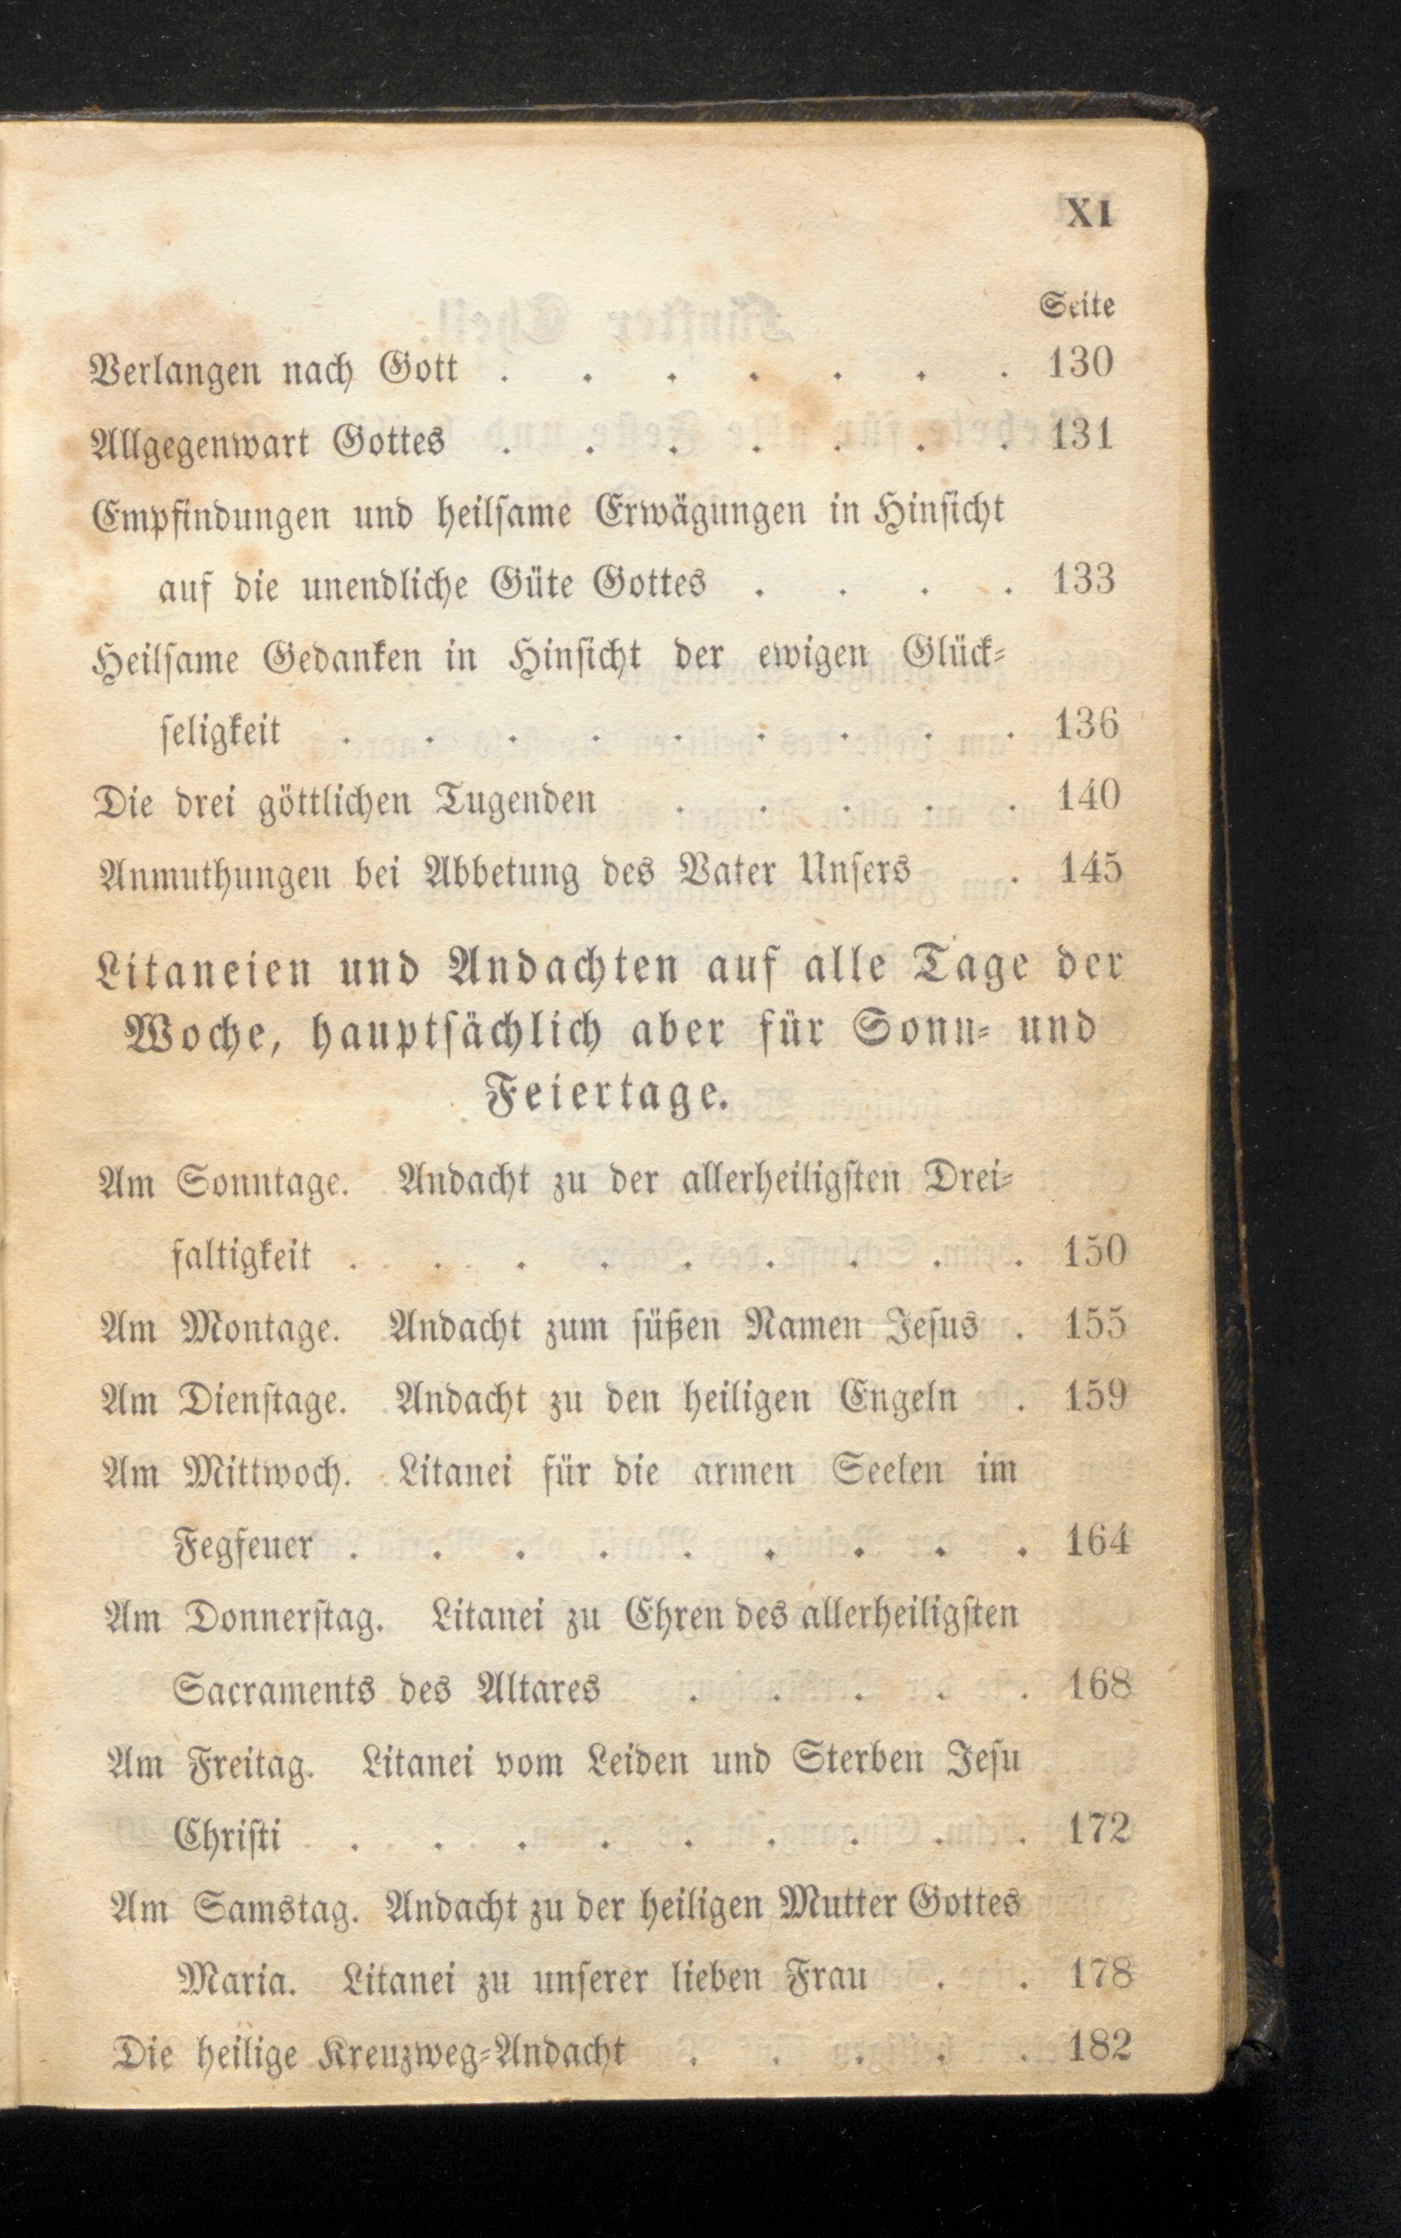 XI
Seite
Verlangen nach Gott . . . . . . . 130
Allgegenwart Gottes . . . . . . . 131
Empfindungen und heilsame Erwägungen in Hinsicht
auf die unendliche Güte Gottes . . . . 133
Heilsame Gedanken in Hinsicht der ewigen Glück-
seligkeit . . . . . . . . . 136
Die drei göttlichen Tugenden . . . . . 140
Anmuthungen bei Abbetung des Vater Unsers . 145
Litaneien und Andachten auf alle Tage der
Woche, hauptsächlich aber für Sonn- und
Feiertage.
Am Sonntage. Andacht zu der allerheiligsten Drei-
faltigkeit . . . . . . . . . 150
Am Montage. Andacht zum süßen Namen Jesus . 155
Am Dienstage. Andacht zu den heiligen Engeln . 159
Am Mittwoch. Litanei für die armen Seelen im
Fegfeuer . . . . . . . . . 164
Am Donnerstag. Litanei zu Ehren des allerheiligsten
Sacraments des Altares . . . . . 168
Am Freitag. Litanei vom Leiden und Sterben Jesu
Christi . . . . . . . . . 172
Am Samstag. Andacht zu der heiligen Mutter Gottes
Maria. Litanei zu unserer lieben Frau . . 178
Die heilige Kreuzweg-Andacht . . . . . 182